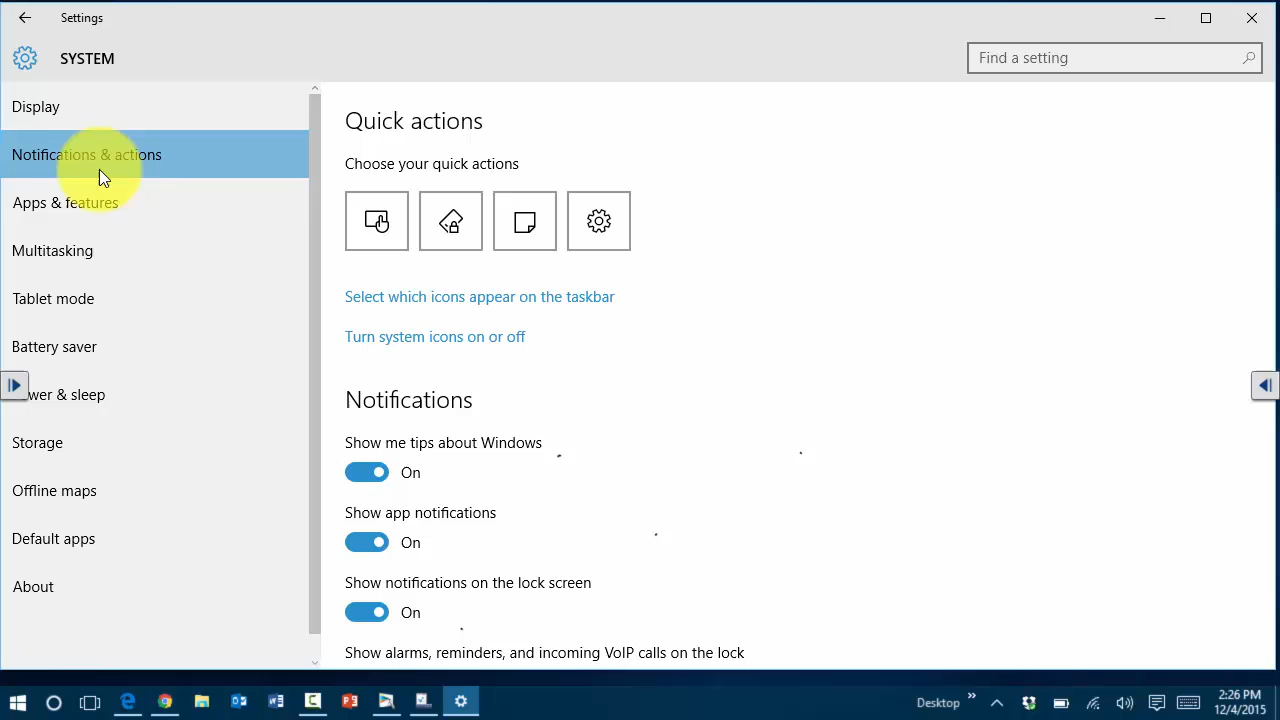 Settings
SYSTEM
Find a setting
Display
Notifications & actions
Apps & features
Multitasking
Tablet mode
Battery saver
wer & sleep
Storage
Offline maps
Default apps
About
Quick actions
Choose your quick actions
Select which icons appear on the taskbar
Turn system icons on or off
Notifications
Show me tips about Windows
On
Show app notifications
On
Show notifications on the lock screen
On
Show alarms, reminders, and incoming VoIP calls on the lock
Desktop
2:26 PM
12/4/2015